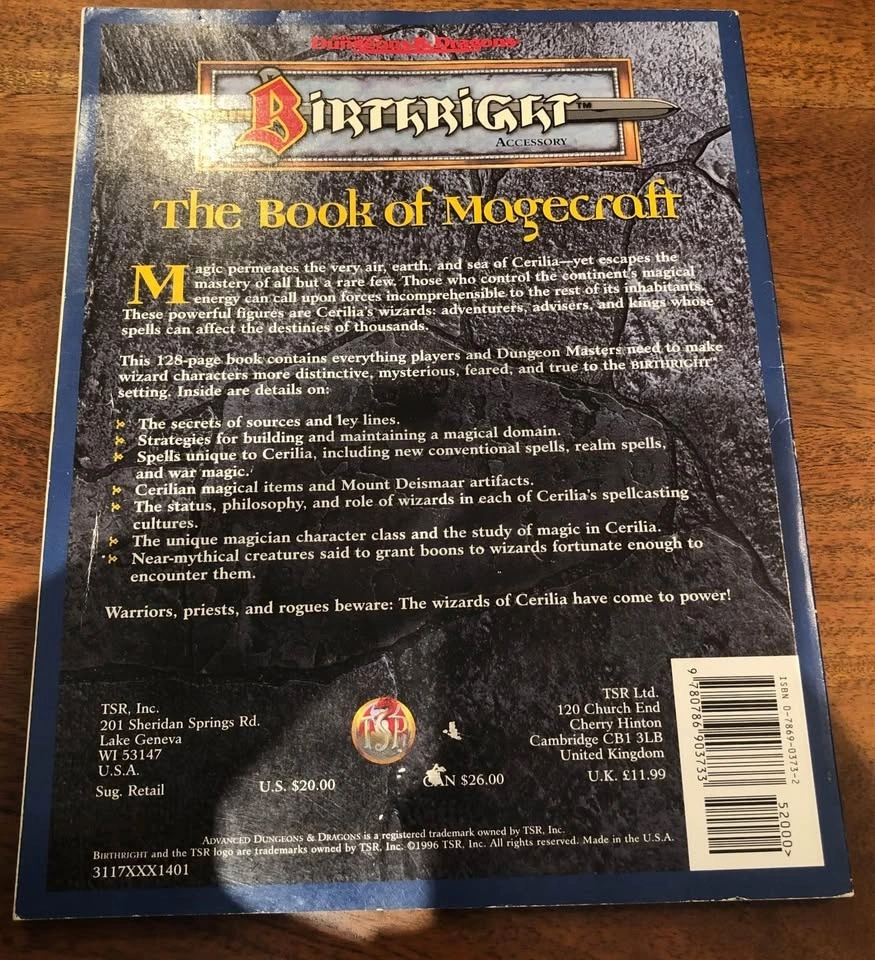 Advanced
Dungeons & Dragons
BIRTHRIGHT™
ACCESSORY
The Book of Magecraft
Magic permeates the very air, earth, and sea of Cerilia—yet escapes the
mastery of all but a rare few. Those who control the continent's magical
energy can call upon forces incomprehensible to the rest of its inhabitants.
These powerful figures are Cerilia's wizards: adventurers, advisers, and kings whose
spells can affect the destinies of thousands.
This 128-page book contains everything players and Dungeon Masters need to make
wizard characters more distinctive, mysterious, feared, and true to the BIRTHRIGHT™
setting. Inside are details on:
The secrets of sources and ley lines.
Strategies for building and maintaining a magical domain.
Spells unique to Cerilia, including new conventional spells, realm spells,
and war magic.
Cerilian magical items and Mount Deismaar artifacts.
The status, philosophy, and role of wizards in each of Cerilia's spellcasting
cultures.
The unique magician character class and the study of magic in Cerilia.
Near-mythical creatures said to grant boons to wizards fortunate enough to
encounter them.
Warriors, priests, and rogues beware: The wizards of Cerilia have come to power!
TSR, Inc.
201 Sheridan Springs Rd.
Lake Geneva
WI 53147
U.S.A.
Sug. Retail
U.S. $20.00
TSR
CAN $26.00
TSR Ltd.
120 Church End
Cherry Hinton
Cambridge CB1 3LB
United Kingdom
U.K. £11.99
ISBN 0-7869-0373-2
9 780786 903733
52000>
ADVANCED DUNGEONS & DRAGONS is a registered trademark owned by TSR, Inc.
BIRTHRIGHT and the TSR logo are trademarks owned by TSR, Inc. ©1996 TSR, Inc. All rights reserved. Made in the U.S.A.
3117XXX1401